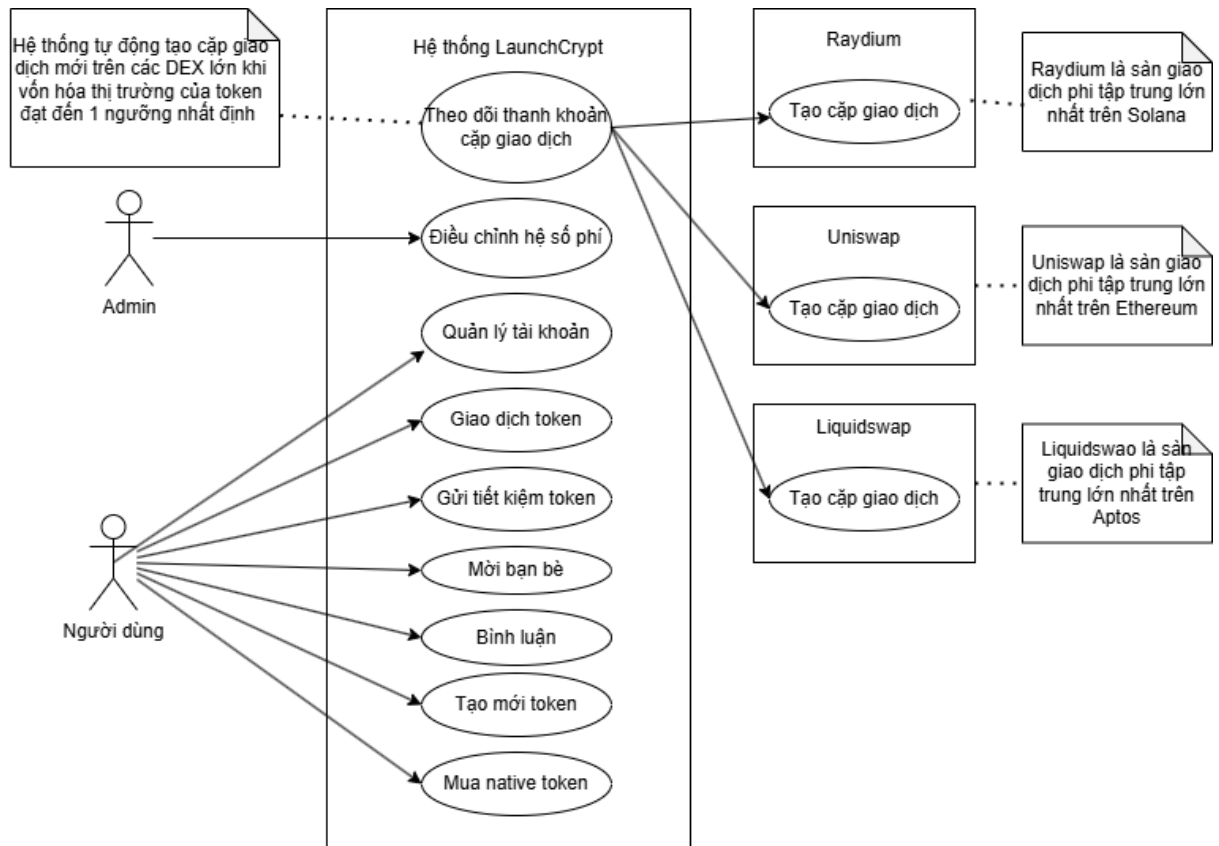 Hệ thống tự động tạo cặp giao
dịch mới trên các DEX lớn khi
vốn hóa thị trường của token
đạt đến 1 ngưỡng nhất định
Hệ thống LaunchCrypt
Theo dõi thanh khoản
cặp giao dịch
Điều chỉnh hệ số phí
Quản lý tài khoản
Giao dịch token
Gửi tiết kiệm token
Mời bạn bè
Bình luận
Tạo mới token
Mua native token
Admin
Người dùng
Raydium
Tạo cặp giao dịch
Raydium là sàn giao
dịch phi tập trung lớn
nhất trên Solana
Uniswap
Tạo cặp giao dịch
Uniswap là sàn giao
dịch phi tập trung lớn
nhất trên Ethereum
Liquidswap
Tạo cặp giao dịch
Liquidswao là sàn
giao dịch phi tập
trung lớn nhất trên
Aptos